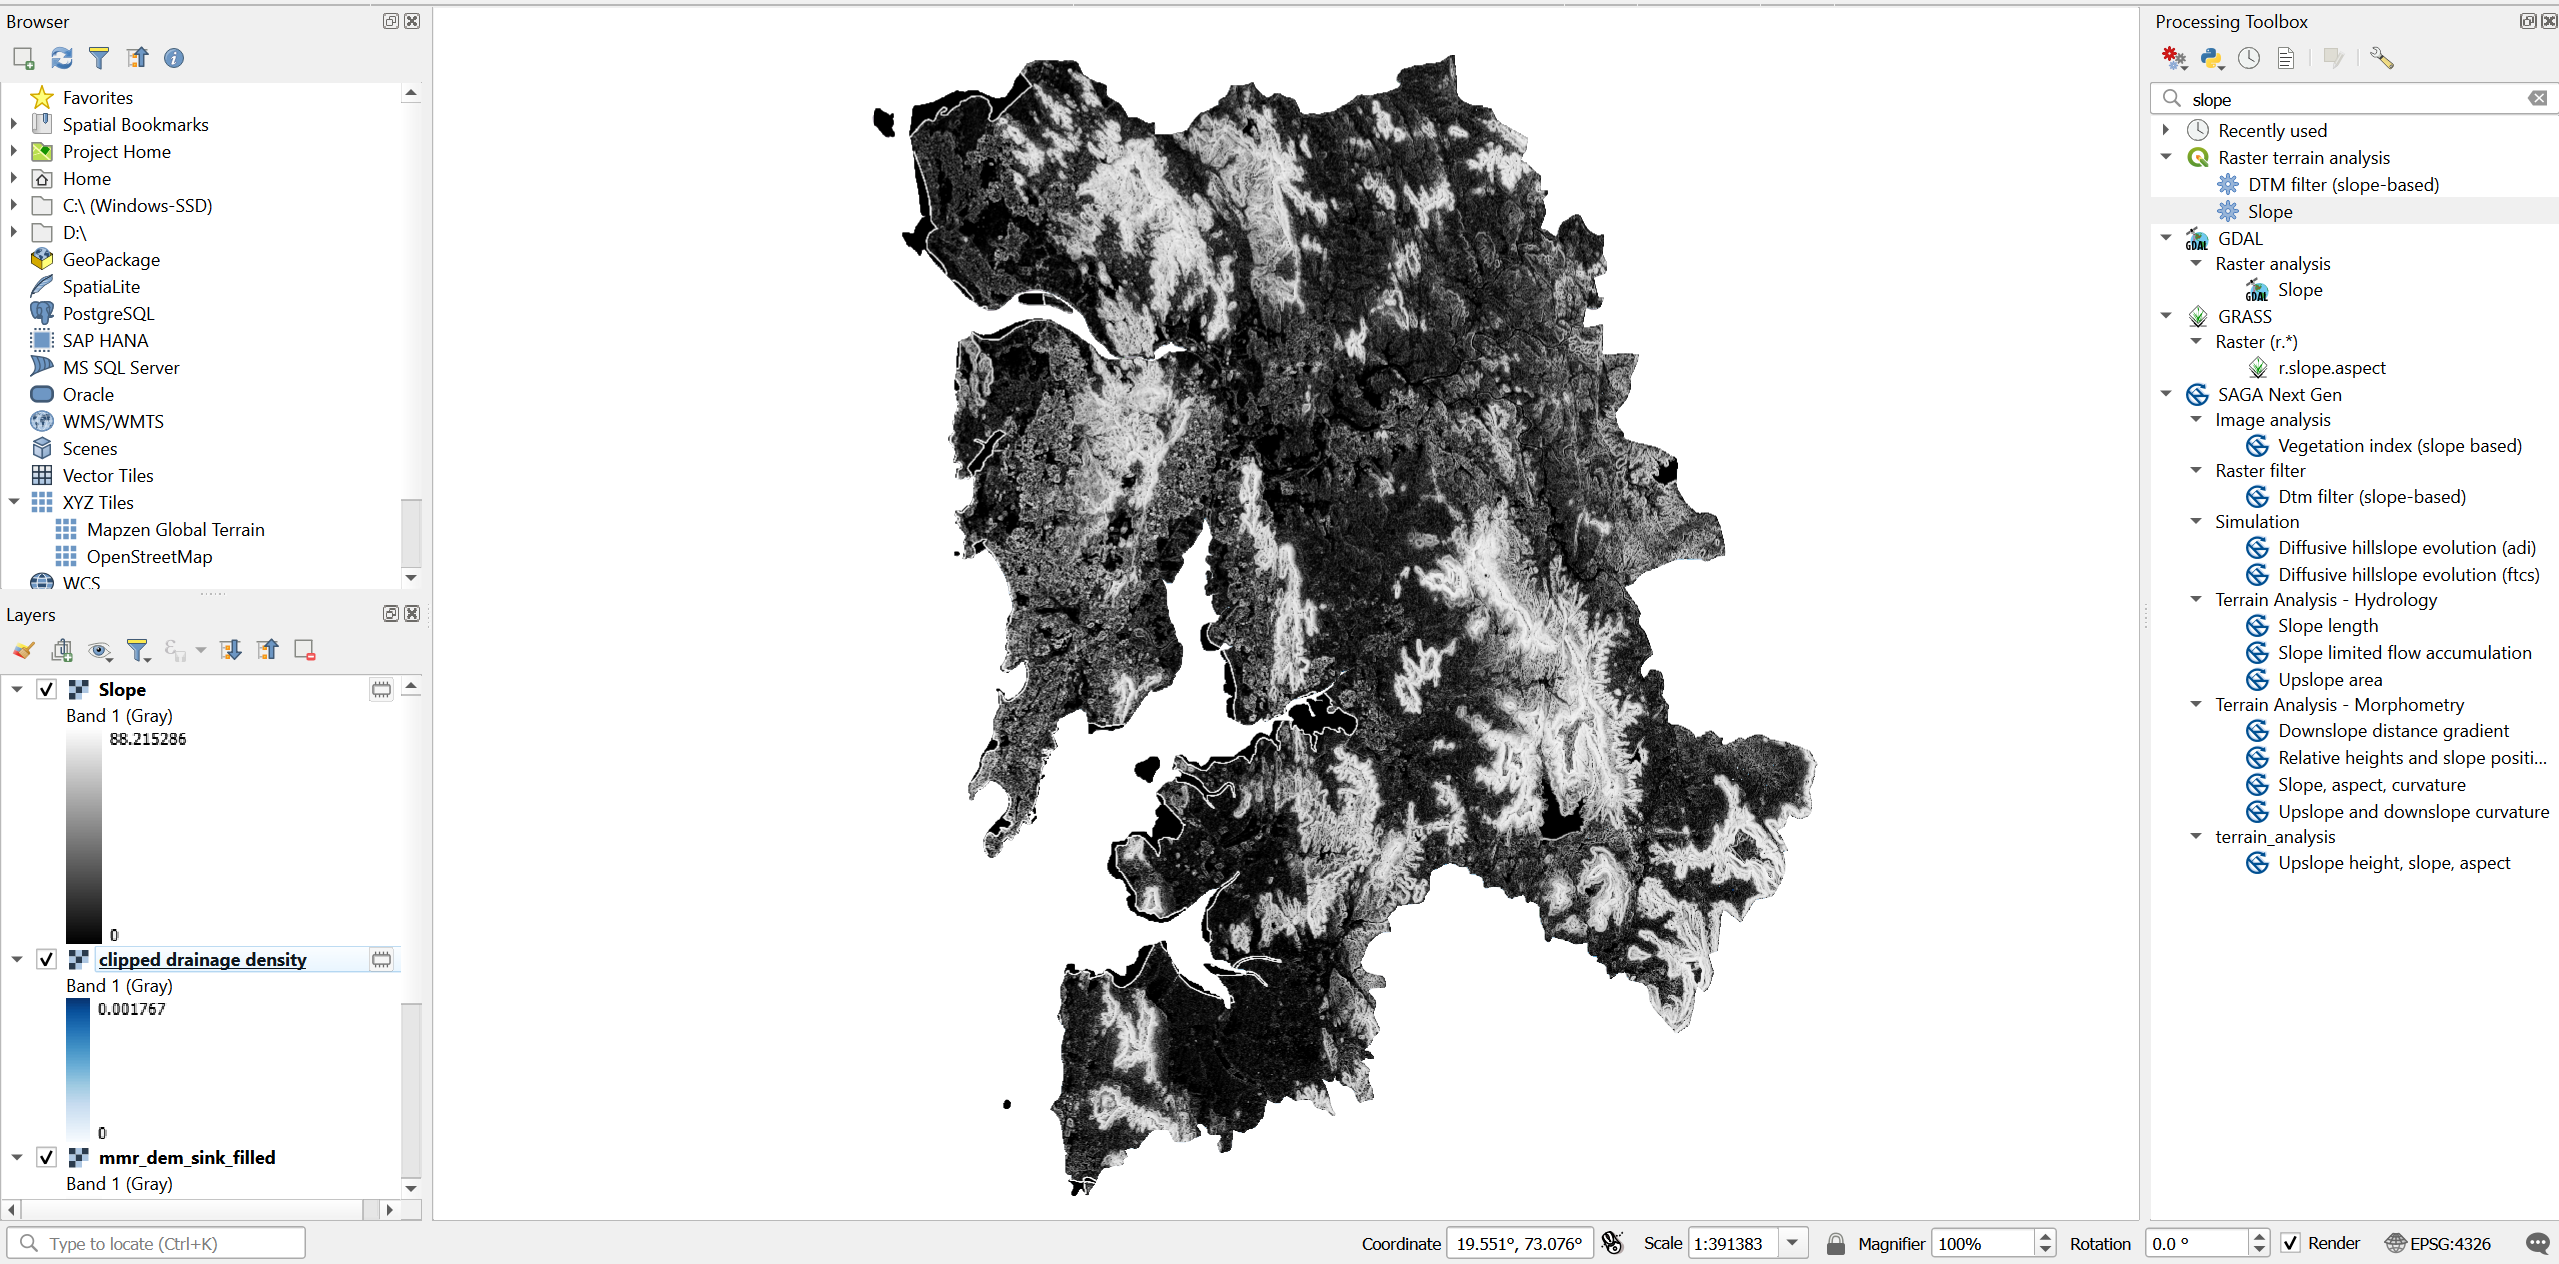 Browser
Favorites
Spatial Bookmarks
Project Home
Home
C:\ (Windows-SSD)
D:\
GeoPackage
SpatiaLite
PostgreSQL
SAP HANA
MS SQL Server
Oracle
WMS/WMTS
Scenes
Vector Tiles
XYZ Tiles
Mapzen Global Terrain
OpenStreetMap
WCS
Layers
Slope
Band 1 (Gray)
88.215286
0
clipped drainage density
Band 1 (Gray)
0.001767
0
mmr_dem_sink_filled
Band 1 (Gray)
Processing Toolbox
slope
Recently used
Raster terrain analysis
DTM filter (slope-based)
Slope
GDAL GDAL
Raster analysis
GDAL Slope
GRASS
Raster (r.*)
r.slope.aspect
SAGA Next Gen
Image analysis
Vegetation index (slope based)
Raster filter
Dtm filter (slope-based)
Simulation
Diffusive hillslope evolution (adi)
Diffusive hillslope evolution (ftcs)
Terrain Analysis - Hydrology
Slope length
Slope limited flow accumulation
Upslope area
Terrain Analysis - Morphometry
Downslope distance gradient
Relative heights and slope positi...
Slope, aspect, curvature
Upslope and downslope curvature
terrain_analysis
Upslope height, slope, aspect
Type to locate (Ctrl+K)
Coordinate 19.551°, 73.076° Scale 1:391383 Magnifier 100% Rotation 0.0 ° Render EPSG:4326